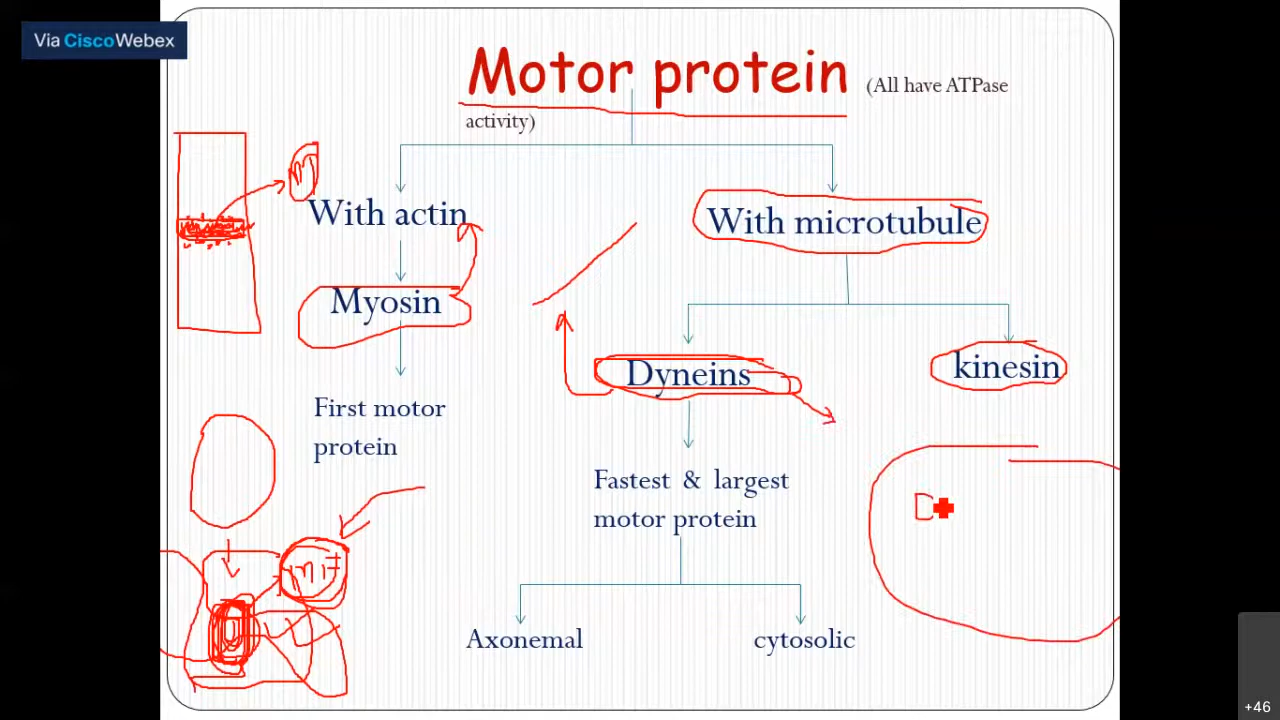 Via CiscoWebex
Motor protein (All have ATPase
activity)
With actin
With microtubule
Myosin
Dyneins
kinesin
First motor
protein
Fastest & largest
motor protein
Axonemal
cytosolic
+46